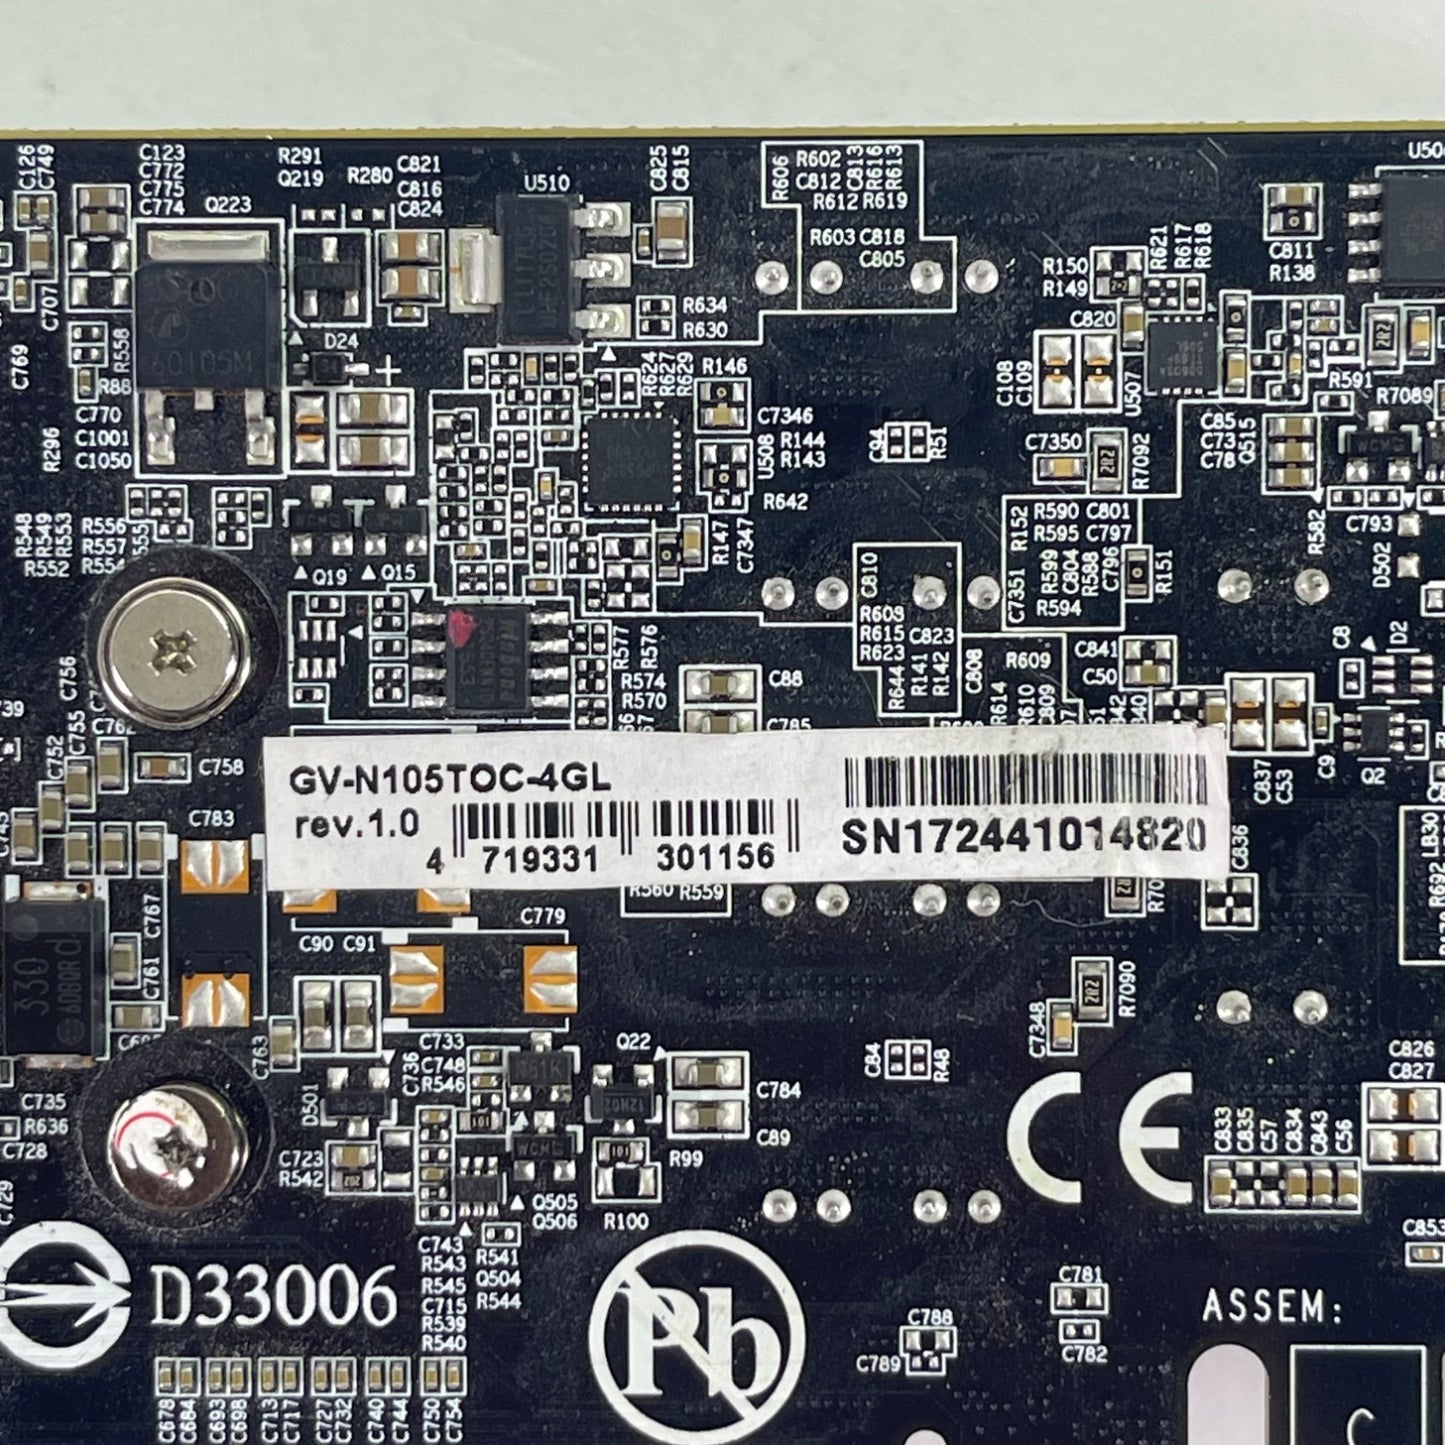 C126
C749
C123
C772
C775
C774
Q223
R291
Q219
R280
C821
C816
C824
U510
C825
C815
R606
R602 C813 R616 R613
C812
R612 R619
R603 C818
C805
R150
R149
R621
R617
R618
C811
R138
C707
R558
C769
R88
C770
C1001
C1050
R296
60105M
D24
R634
R630
R624
R627
R629
R146
C7346
U508
R144
R143
R642
R147
C7347
C820
C108
C109
U507
C94
R51
C7350
R7092
2R2
C85
C73
C78
Q515
R591
R7089
R582
C793
D502
R548
R549
R553
R552
R556
R557
R554
Q19
Q15
R577
R576
R574
R570
C88
C785
C810
R608
R615
R623
C823
R644
R141
R142
C808
R609
R614
R610
C809
R152
R590 C801
R595 C797
R599
C804
R588
C796
R594
C7351
R151
C841
C50
C8
D2
Q2
C9
C837
C53
C836
C756
C755
C752
C758
C783
GV-N105TOC-4GL
rev.1.0
4 719331 301156
SN172441014820
R560 R559
LB30
R692
C767
C761
330
C90 C91
C779
C763
C733
C748
R546
C736
D501
C735
R636
C728
C729
C723
R542
Q22
C784
C89
R99
R100
Q505
Q506
C84
R48
C7348
R7090
2R2
CE
C826
C827
C833
C835
C57
C834
C843
C56
C853
C743
R543
R545
C715
R539
R540
R541
Q504
R544
D33006
Pb
C781
C782
C788
C789
ASSEM:
C
C678
C684
C693
C698
C713
C717
C727
C732
C740
C744
C750
C754